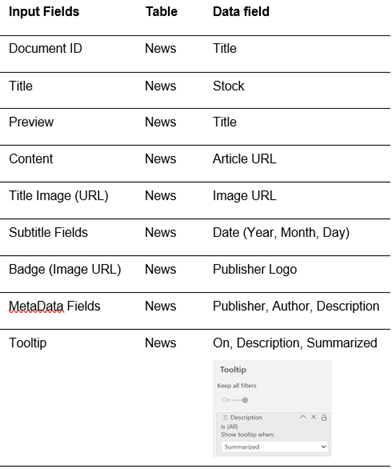 Input Fields Table Data field
Document ID News Title
Title News Stock
Preview News Title
Content News Article URL
Title Image (URL) News Image URL
Subtitle Fields News Date (Year, Month, Day)
Badge (Image URL) News Publisher Logo
MetaData Fields News Publisher, Author, Description
Tooltip News On, Description, Summarized
Tooltip
Keep all filters
On
Description
is (All)
Show tooltip when:
Summarized